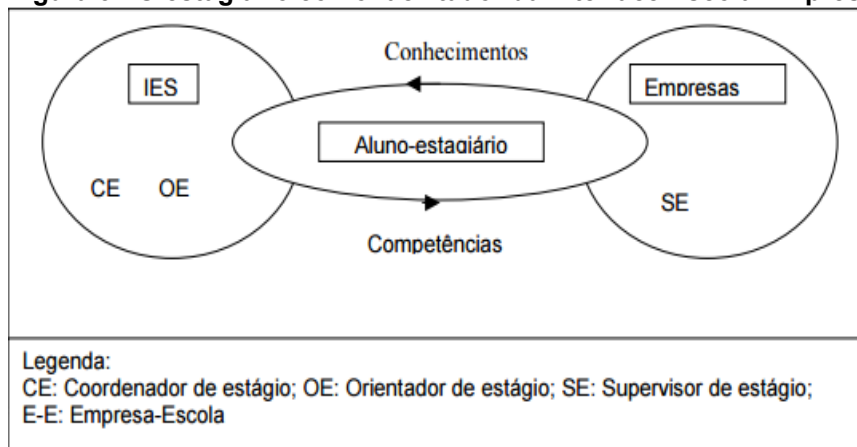 Conhecimentos
IES
Empresas
Aluno-estagiário
CE OE
SE
Competências
Legenda:
CE: Coordenador de estágio; OE: Orientador de estágio; SE: Supervisor de estágio;
E-E: Empresa-Escola